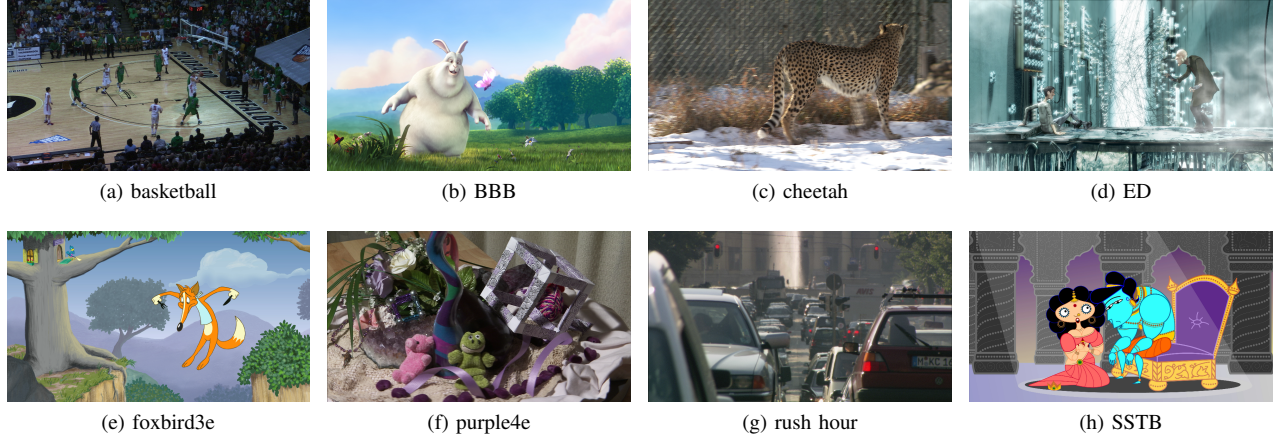 (a) basketball
(b) BBB
(c) cheetah
(d) ED
(e) foxbird3e
(f) purple4e
(g) rush hour
(h) SSTB